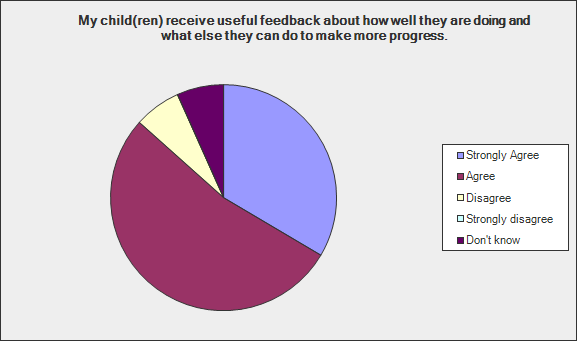 My child(ren) receive useful feedback about how well they are doing and
what else they can do to make more progress.
Strongly Agree
Agree
Disagree
Strongly disagree
Don't know